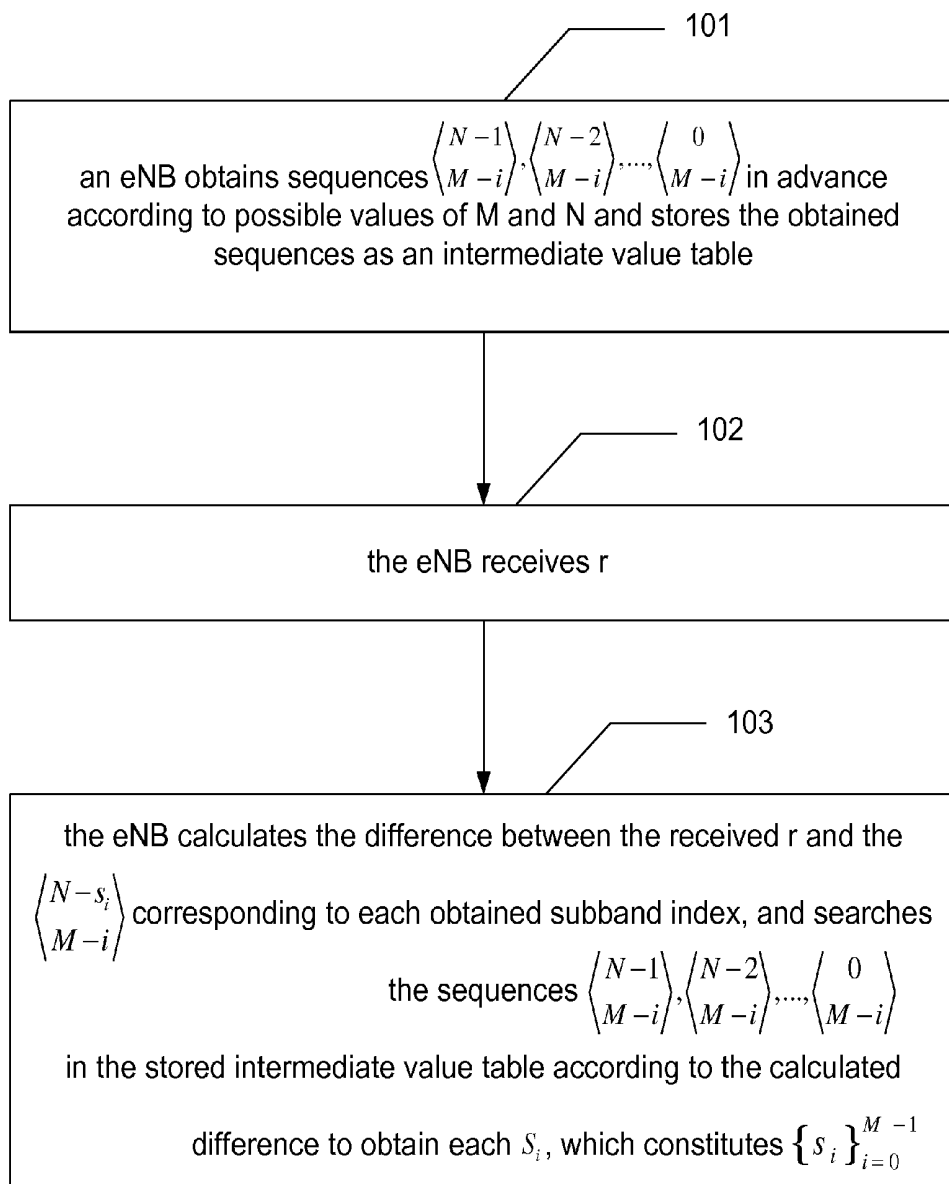 101
an eNB obtains sequences ⟨N−1 M−i⟩, ⟨N−2 M−i⟩, ..., ⟨0 M−i⟩ in advance
according to possible values of M and N and stores the obtained
sequences as an intermediate value table
102
the eNB receives r
103
the eNB calculates the difference between the received r and the
⟨N−s_i M−i⟩ corresponding to each obtained subband index, and searches
the sequences ⟨N−1 M−i⟩, ⟨N−2 M−i⟩, ..., ⟨0 M−i⟩
in the stored intermediate value table according to the calculated
difference to obtain each S_i, which constitutes {s_i}_{i=0}^{M−1}